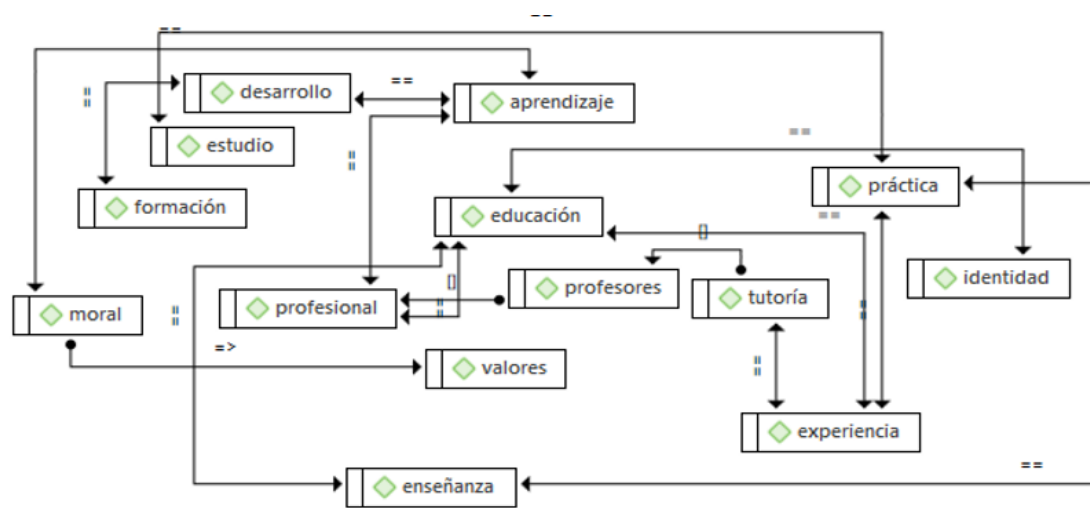 ==
==
desarrollo
==
aprendizaje
==
estudio
==
==
práctica
formación
educación
==
[]
identidad
profesores
[]
tutoría
profesional
==
==
moral
==
=>
valores
==
experiencia
enseñanza
==